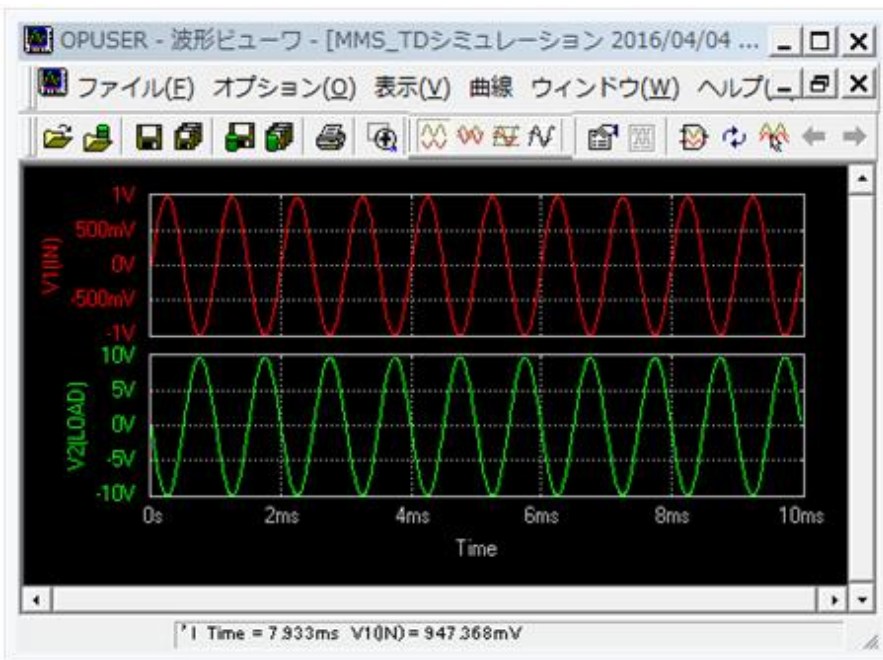 OPUSER - 波形ビューワ - [MMS_TDシミュレーション 2016/04/04 ...
ファイル(F) オプション(O) 表示(V) 曲線 ウィンドウ(W) ヘルプ(
1V
500mV
0V
-500mV
-1V
V1(IN)
10V
5V
0V
-5V
-10V
V2(LOAD)
0s 2ms 4ms 6ms 8ms 10ms
Time
Time = 7.933ms V1(IN) = 947.368mV